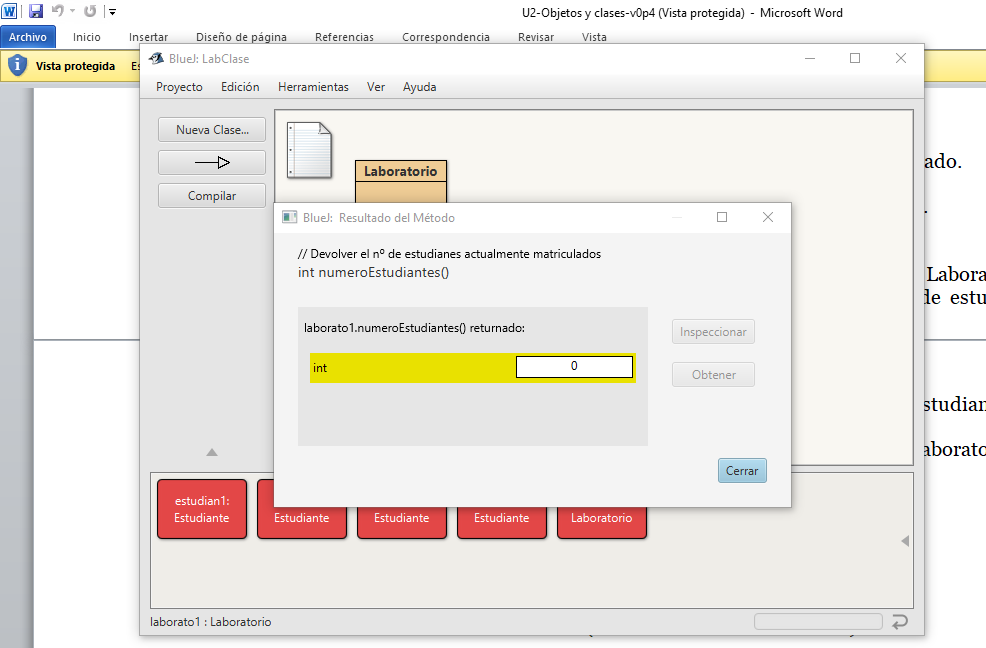 U2-Objetos y clases-v0p4 (Vista protegida) - Microsoft Word
Archivo Inicio Insertar Diseño de página Referencias Correspondencia Revisar Vista
Vista protegida Es
BlueJ: LabClase
Proyecto Edición Herramientas Ver Ayuda
Nueva Clase...
Compilar
Laboratorio
ado.
Labora
de estu
studian
aborato
BlueJ: Resultado del Método
// Devolver el nº de estudianes actualmente matriculados
int numeroEstudiantes()
laborato1.numeroEstudiantes() returnado:
int 0
Inspeccionar
Obtener
Cerrar
estudian1:
Estudiante Estudiante Estudiante Estudiante Laboratorio
laborato1 : Laboratorio